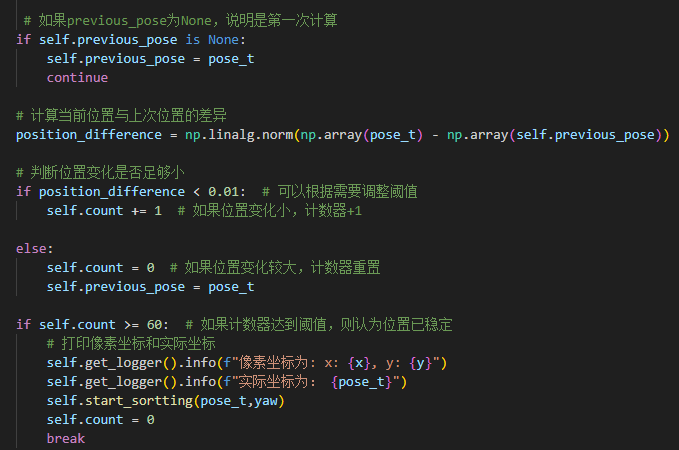 # 如果previous_pose为None，说明是第一次计算
if self.previous_pose is None:
    self.previous_pose = pose_t
    continue

# 计算当前位置与上次位置的差异
position_difference = np.linalg.norm(np.array(pose_t) - np.array(self.previous_pose))

# 判断位置变化是否足够小
if position_difference < 0.01:  # 可以根据需要调整阈值
    self.count += 1  # 如果位置变化小，计数器+1

else:
    self.count = 0  # 如果位置变化较大，计数器重置
    self.previous_pose = pose_t

if self.count >= 60:  # 如果计数器达到阈值，则认为位置已稳定
    # 打印像素坐标和实际坐标
    self.get_logger().info(f"像素坐标为: x: {x}, y: {y}")
    self.get_logger().info(f"实际坐标为： {pose_t}")
    self.start_sortting(pose_t,yaw)
    self.count = 0
    break